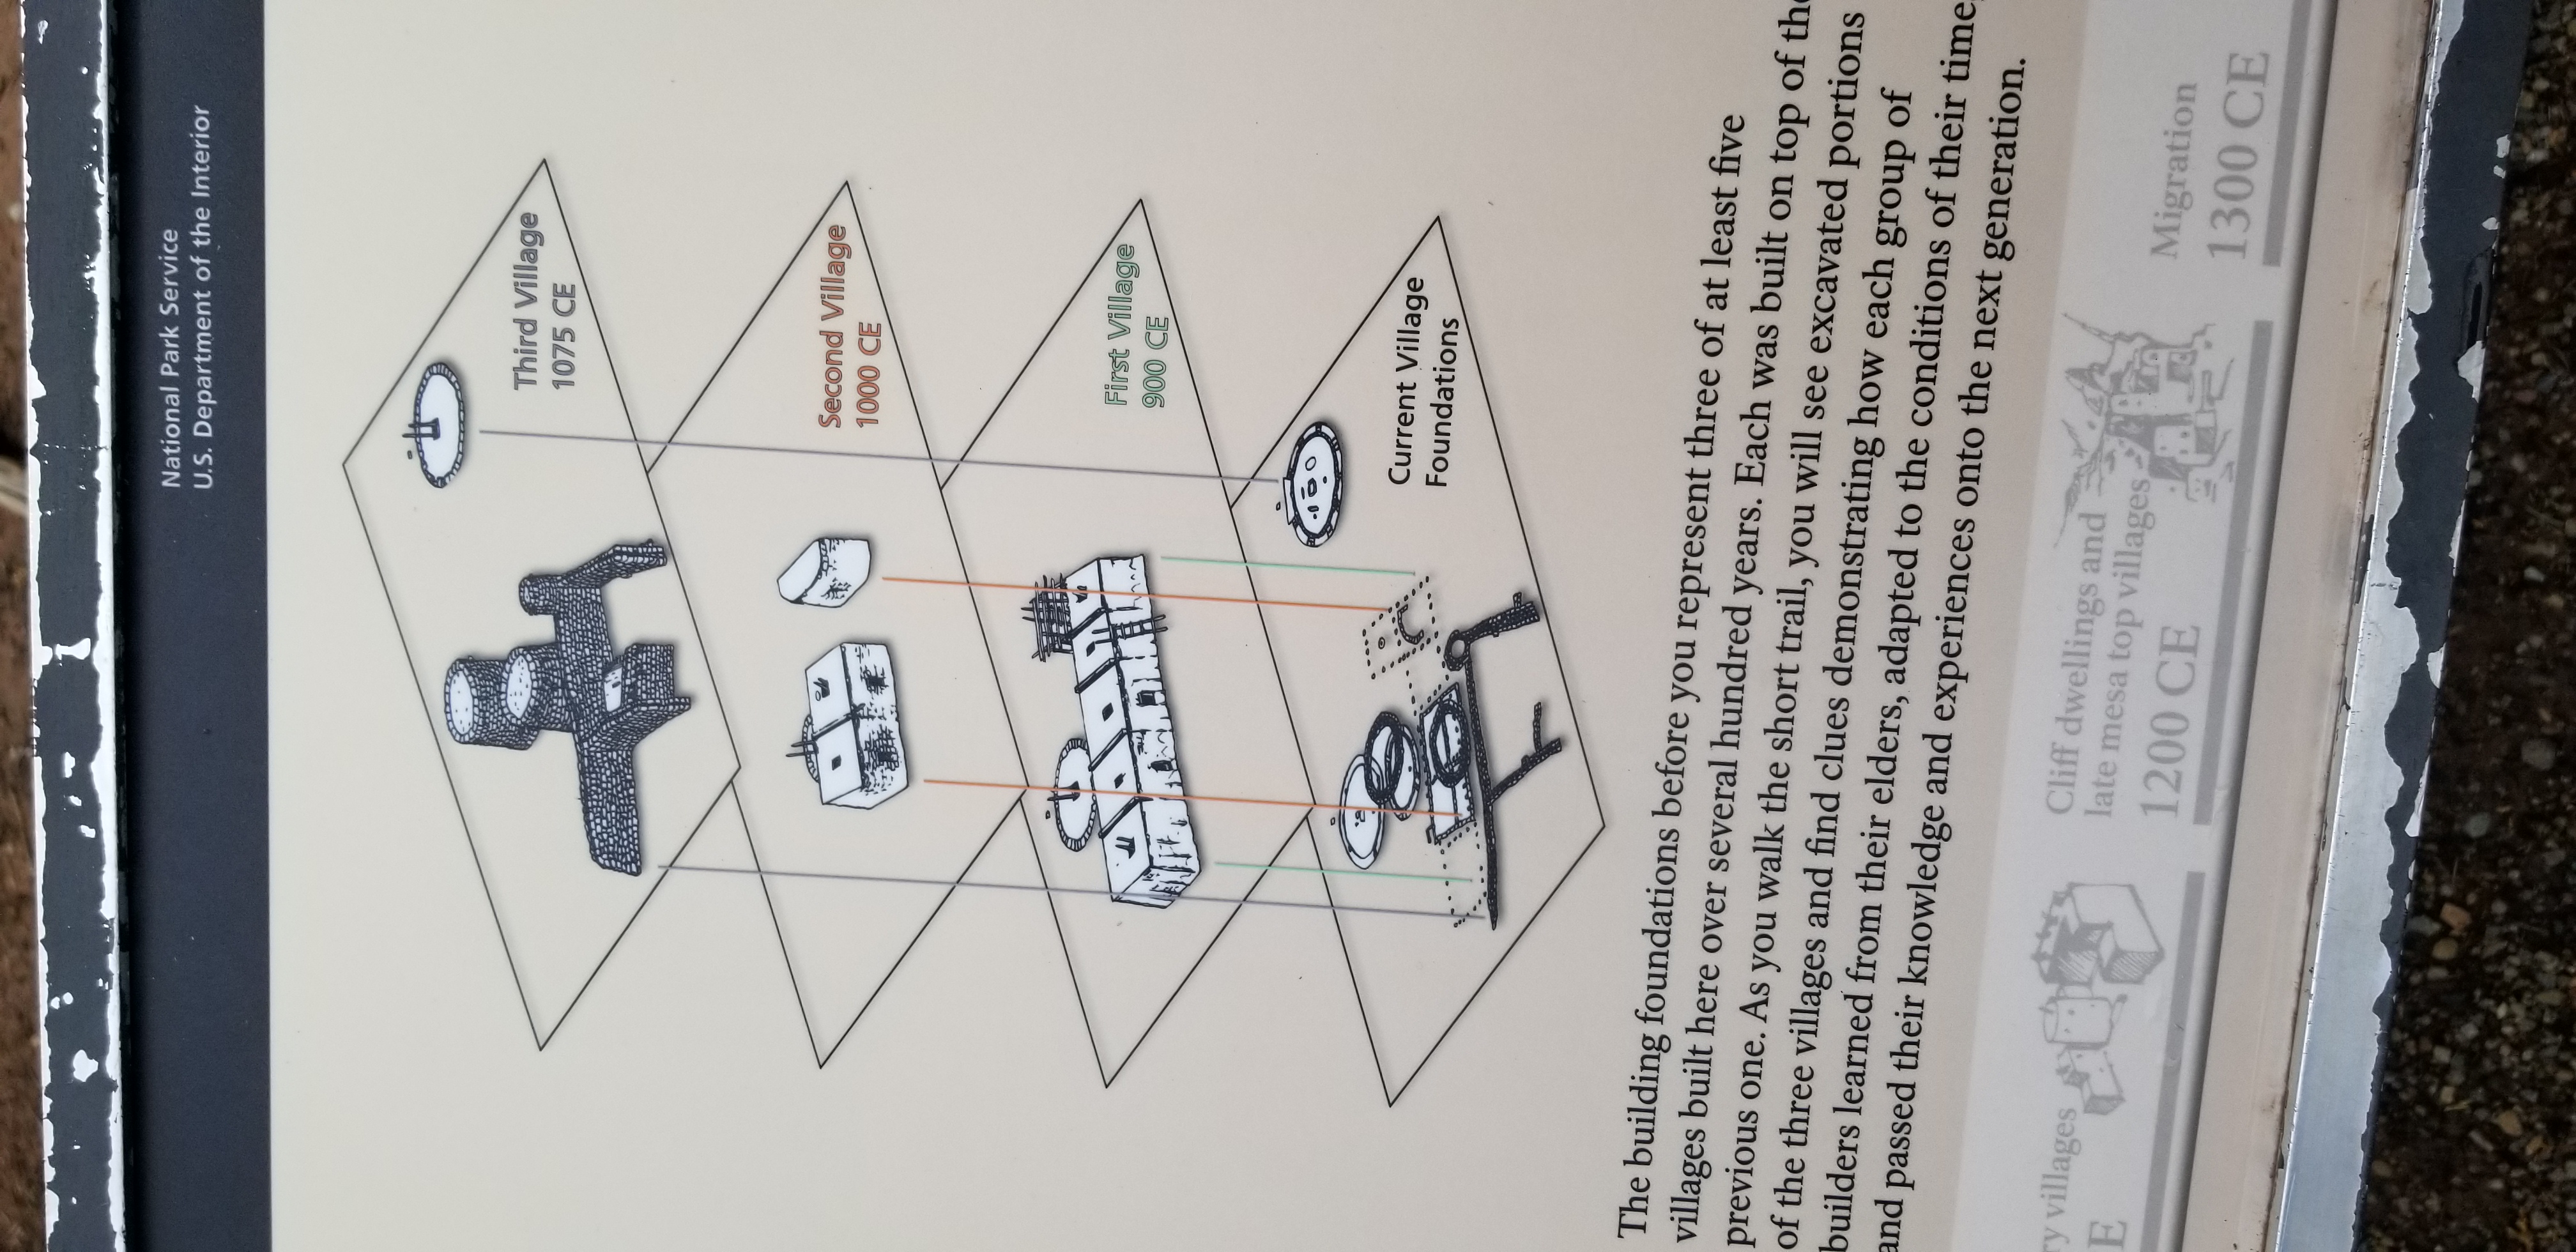 National Park Service
U.S. Department of the Interior
Third Village
1075 CE
Second Village
1000 CE
First Village
900 CE
Current Village
Foundations
The building foundations before you represent three of at least five
villages built here over several hundred years. Each was built on top of the
previous one. As you walk the short trail, you will see excavated portions
of the three villages and find clues demonstrating how each group of
builders learned from their elders, adapted to the conditions of their time,
and passed their knowledge and experiences onto the next generation.
villages
E
Cliff dwellings and
late mesa top villages
1200 CE
Migration
1300 CE